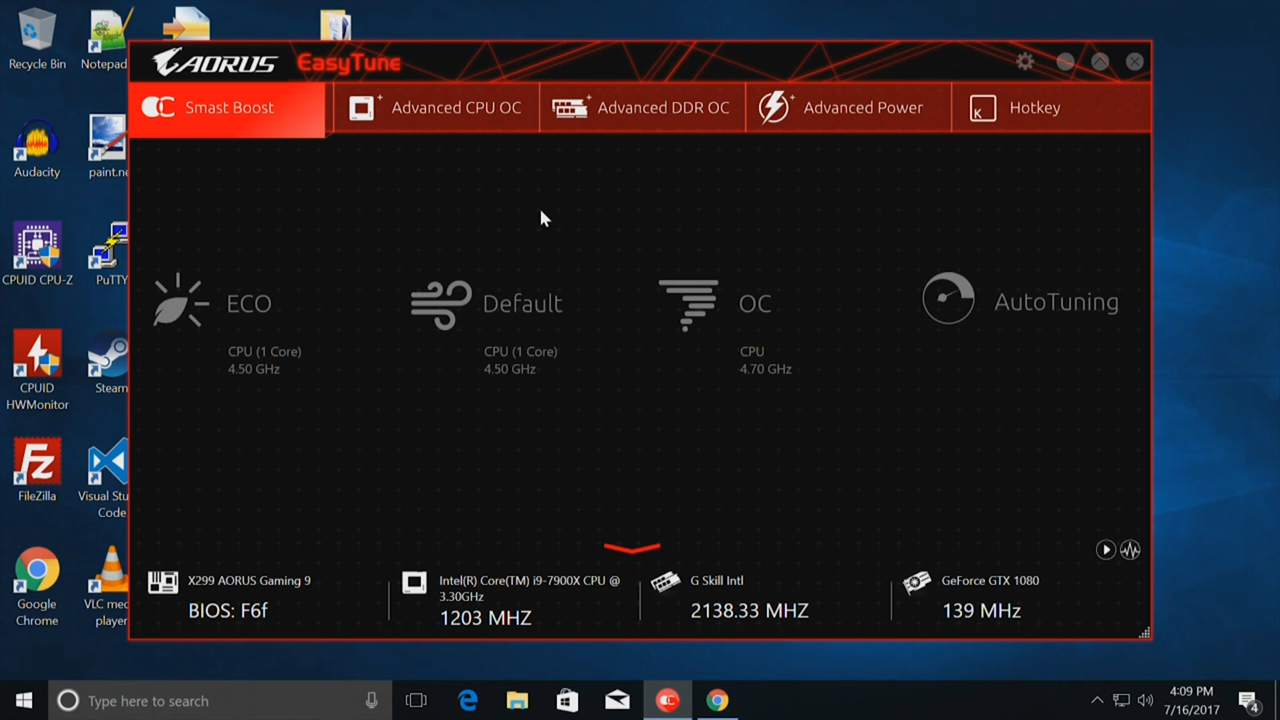 Recycle Bin
Notepad
AORUS EasyTune
Smast Boost
Advanced CPU OC
Advanced DDR OC
Advanced Power
K
Hotkey
Audacity
paint.ne
CPUID CPU-Z
PuTTY
ECO
CPU (1 Core)
4.50 GHz
Default
CPU (1 Core)
4.50 GHz
OC
CPU
4.70 GHz
AutoTuning
CPUID
HWMonitor
Steam
Fz
FileZilla
Visual Stu
Code
Google
Chrome
VLC med
player
X299 AORUS Gaming 9
BIOS: F6f
Intel(R) Core(TM) i9-7900X CPU @
3.30GHz
1203 MHZ
G Skill Intl
2138.33 MHZ
GeForce GTX 1080
139 MHz
Type here to search
4:09 PM
7/16/2017
4